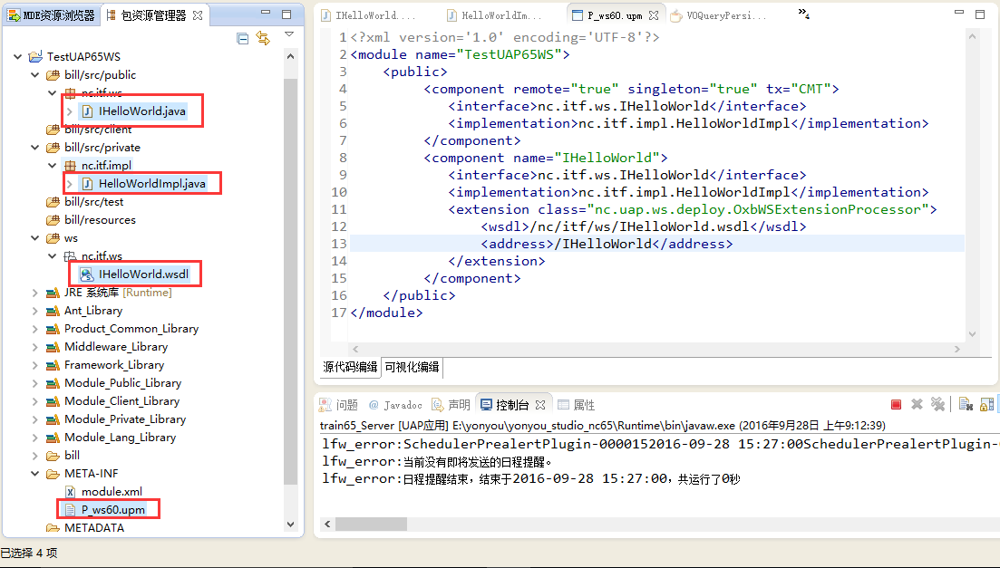 MDE资源浏览器 包资源管理器
TestUAP65WS
bill/src/public
nc.itf.ws
IHelloWorld.java
bill/src/client
bill/src/private
nc.itf.impl
HelloWorldImpl.java
bill/src/test
bill/resources
ws
nc.itf.ws
IHelloWorld.wsdl
JRE 系统库 [Runtime]
Ant_Library
Product_Common_Library
Middleware_Library
Framework_Library
Module_Public_Library
Module_Client_Library
Module_Private_Library
Module_Lang_Library
bill
META-INF
module.xml
P_ws60.upm
METADATA
已选择 4 项
IHelloWorld.... HelloWorldIm... P_ws60.upm VOQueryPersi... »4
1 <?xml version='1.0' encoding='UTF-8'?>
2 <module name="TestUAP65WS">
3 <public>
4 <component remote="true" singleton="true" tx="CMT">
5 <interface>nc.itf.ws.IHelloWorld</interface>
6 <implementation>nc.itf.impl.HelloWorldImpl</implementation>
7 </component>
8 <component name="IHelloWorld">
9 <interface>nc.itf.ws.IHelloWorld</interface>
10 <implementation>nc.itf.impl.HelloWorldImpl</implementation>
11 <extension class="nc.uap.ws.deploy.OxbWSExtensionProcessor">
12 <wsdl>/nc/itf/ws/IHelloWorld.wsdl</wsdl>
13 <address>/IHelloWorld</address>
14 </extension>
15 </component>
16 </public>
17 </module>
源代码编辑 可视化编辑
问题 @ Javadoc 声明 控制台 属性
train65_Server [UAP应用] E:\yonyou\yonyou_studio_nc65\Runtime\bin\javaw.exe (2016年9月28日 上午9:12:39)
lfw_error:SchedulerPrealertPlugin-0000152016-09-28 15:27:00SchedulerPrealertPlugin-
lfw_error:当前没有即将发送的日程提醒。
lfw_error:日程提醒结束，结束于2016-09-28 15:27:00，共运行了0秒